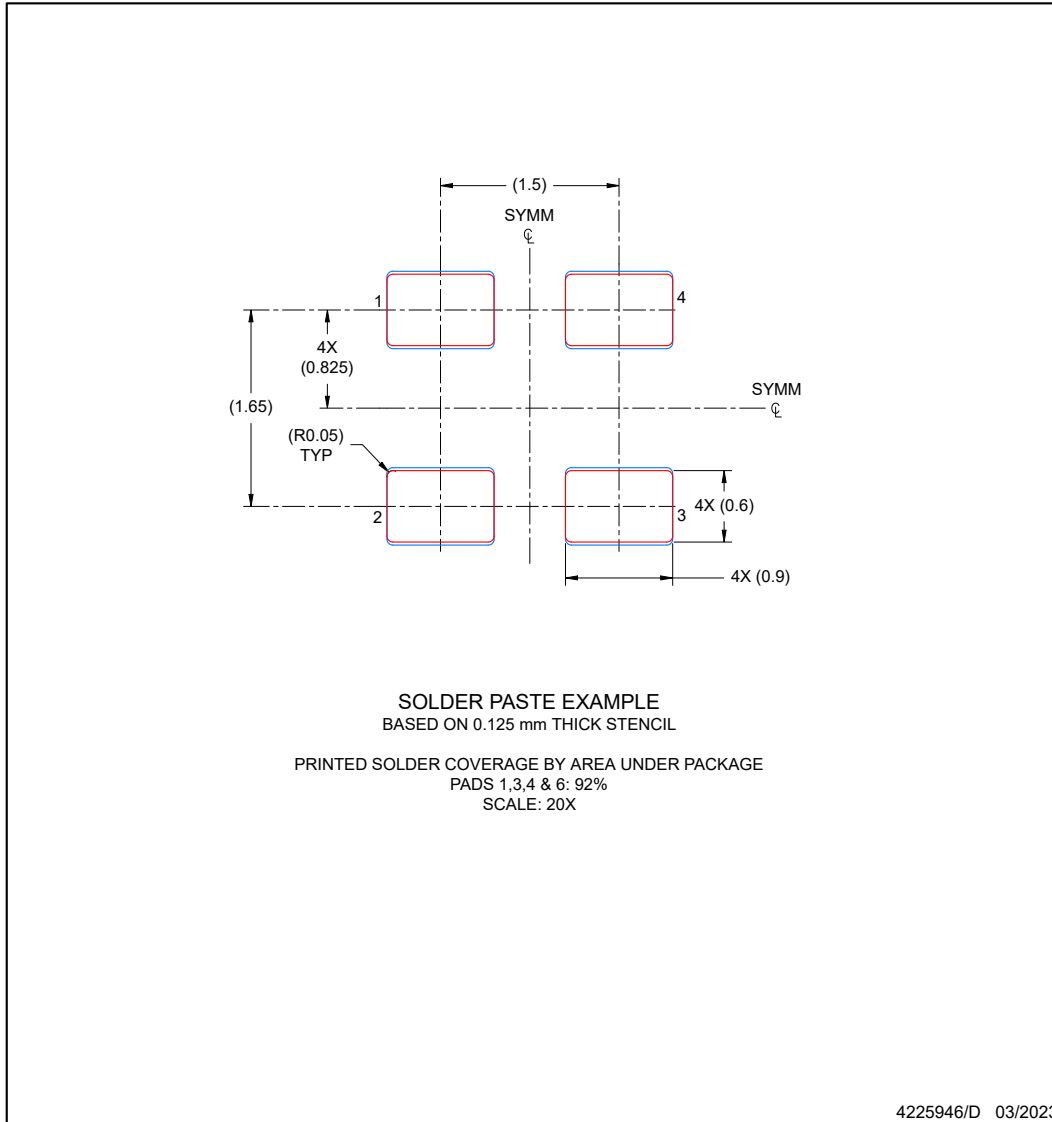 (1.5)
SYMM
℄
1
4
4X
(0.825)
SYMM
℄
(1.65)
(R0.05)
TYP
4X (0.6)
2
3
4X (0.9)
SOLDER PASTE EXAMPLE
BASED ON 0.125 mm THICK STENCIL
PRINTED SOLDER COVERAGE BY AREA UNDER PACKAGE
PADS 1,3,4 & 6: 92%
SCALE: 20X
4225946/D 03/2023